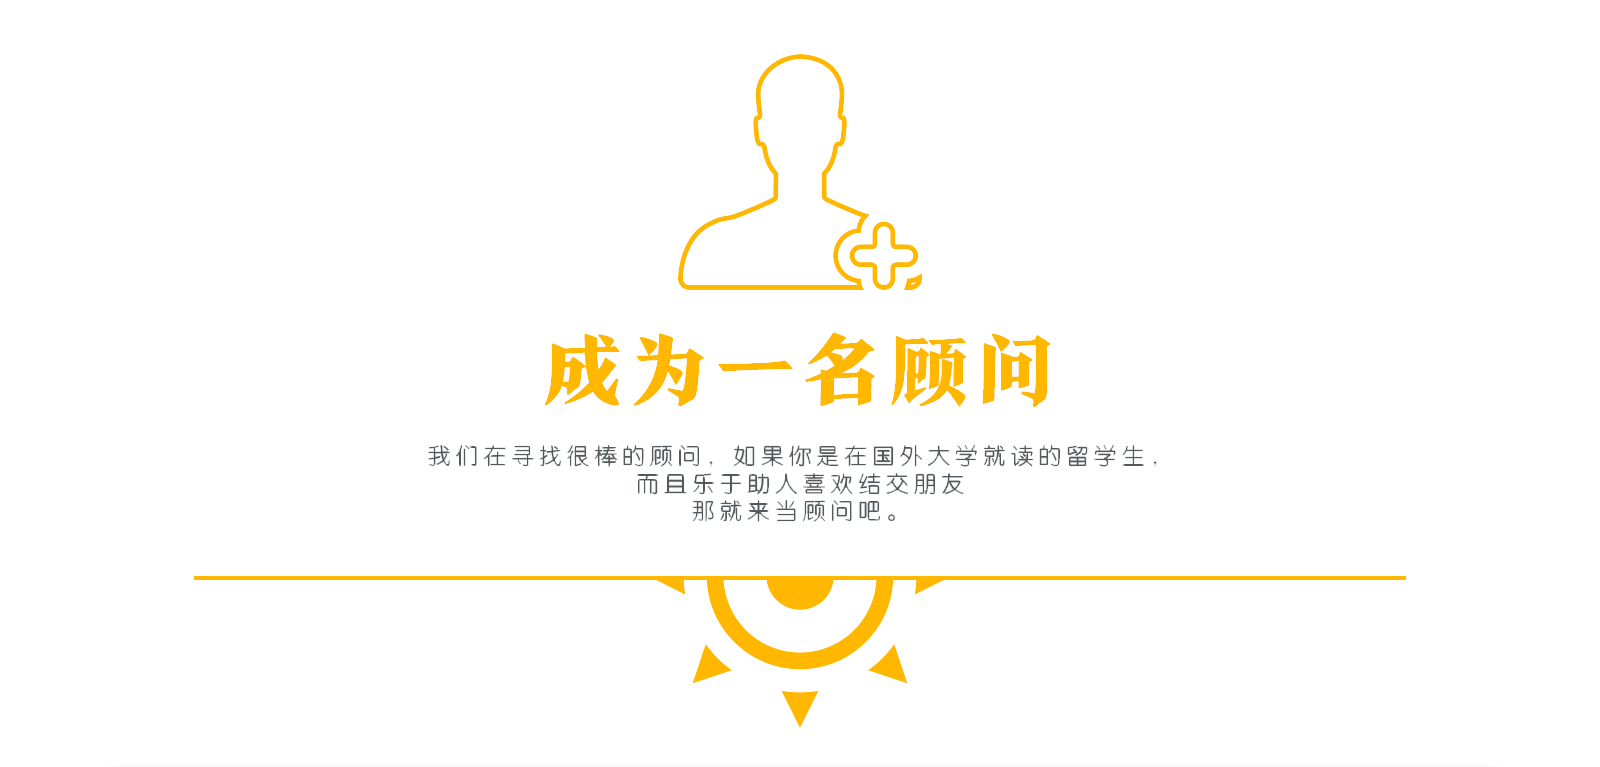 成为一名顾问
我们在寻找很棒的顾问，如果你是在国外大学就读的留学生，
而且乐于助人喜欢结交朋友
那就来当顾问吧。